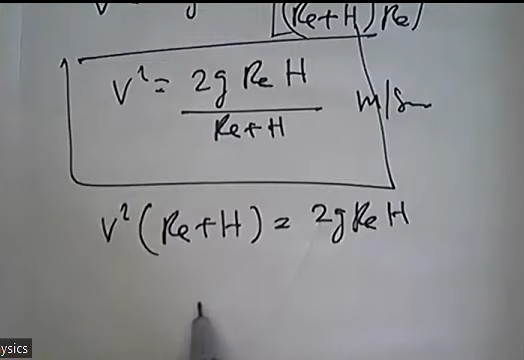 [(Re+H)Re]
V² = 2g Re H / Re+H m/s
V² (Re+H) = 2g Re H
ysics